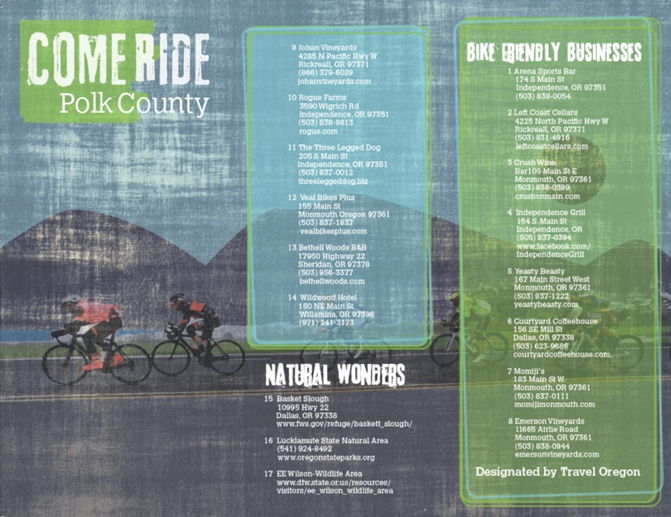 COME RIDE
Polk County
BIKE FRIENDLY BUSINESSES
1 Arena Sports Bar
174 S Main St
Independence, OR 97351
(503) 838-0054
2 Left Coast Cellars
4225 North Pacific Hwy W
Rickreall, OR 97371
(503) 831-4916
leftcoastcellars.com
3 Crush Wine
Bar105 Main St E
Monmouth, OR 97361
(503) 836-0399
crushonmain.com
4 Independence Grill
154 S. Main St
Independence, OR
(505) 837-0394
www.facebook.com/
IndependenceGrill
5 Yeasty Beasty
167 Main Street West
Monmouth, OR 97361
(503) 837-1222
yeastybeasty.com
6 Courtyard Coffeehouse
156 SE Mill St
Dallas, OR 97338
(503) 623-9686
courtyardcoffeehouse.com,
7 Momiji's
183 Main St W.
Monmouth, OR 97361
(503) 837-0111
momijimonmouth.com
8 Emerson Vineyards
11665 Airlie Road
Monmouth, OR 97361
(503) 838-0944
emersonvineyards.com
Designated by Travel Oregon
9 Johan Vineyards
4285 N Pacific Hwy W
Rickreall, OR 97371
(866) 379-6029
johanvineyards.com
10 Rogue Farms
3590 Wigrich Rd
Independence, OR 97351
(503) 838-9813
rogue.com
11 The Three Legged Dog
205 S Main St
Independence, OR 97351
(503) 837-0012
threeleggeddog.biz
12 Veal Bikes Plus
155 Main St
Monmouth Oregon 97361
(503) 837-1837
vealbikesplus.com
13 Bethell Woods B&B
17950 Highway 22
Sheridan, OR 97378
(503) 956-3377
bethellwoods.com
14 Wildwood Hotel
150 NE Main St
Willamina, OR 97396
(971) 241-3173
NATURAL WONDERS
15 Basket Slough
10995 Hwy 22
Dallas, OR 97338
www.fws.gov/refuge/baskett_slough/
16 Lucklamute State Natural Area
(541) 924-8492
www.oregonstateparks.org
17 EE Wilson-Wildlife Area
www.dfw.state.or.us/resources/
visitors/ee_wilson_wildlife_area